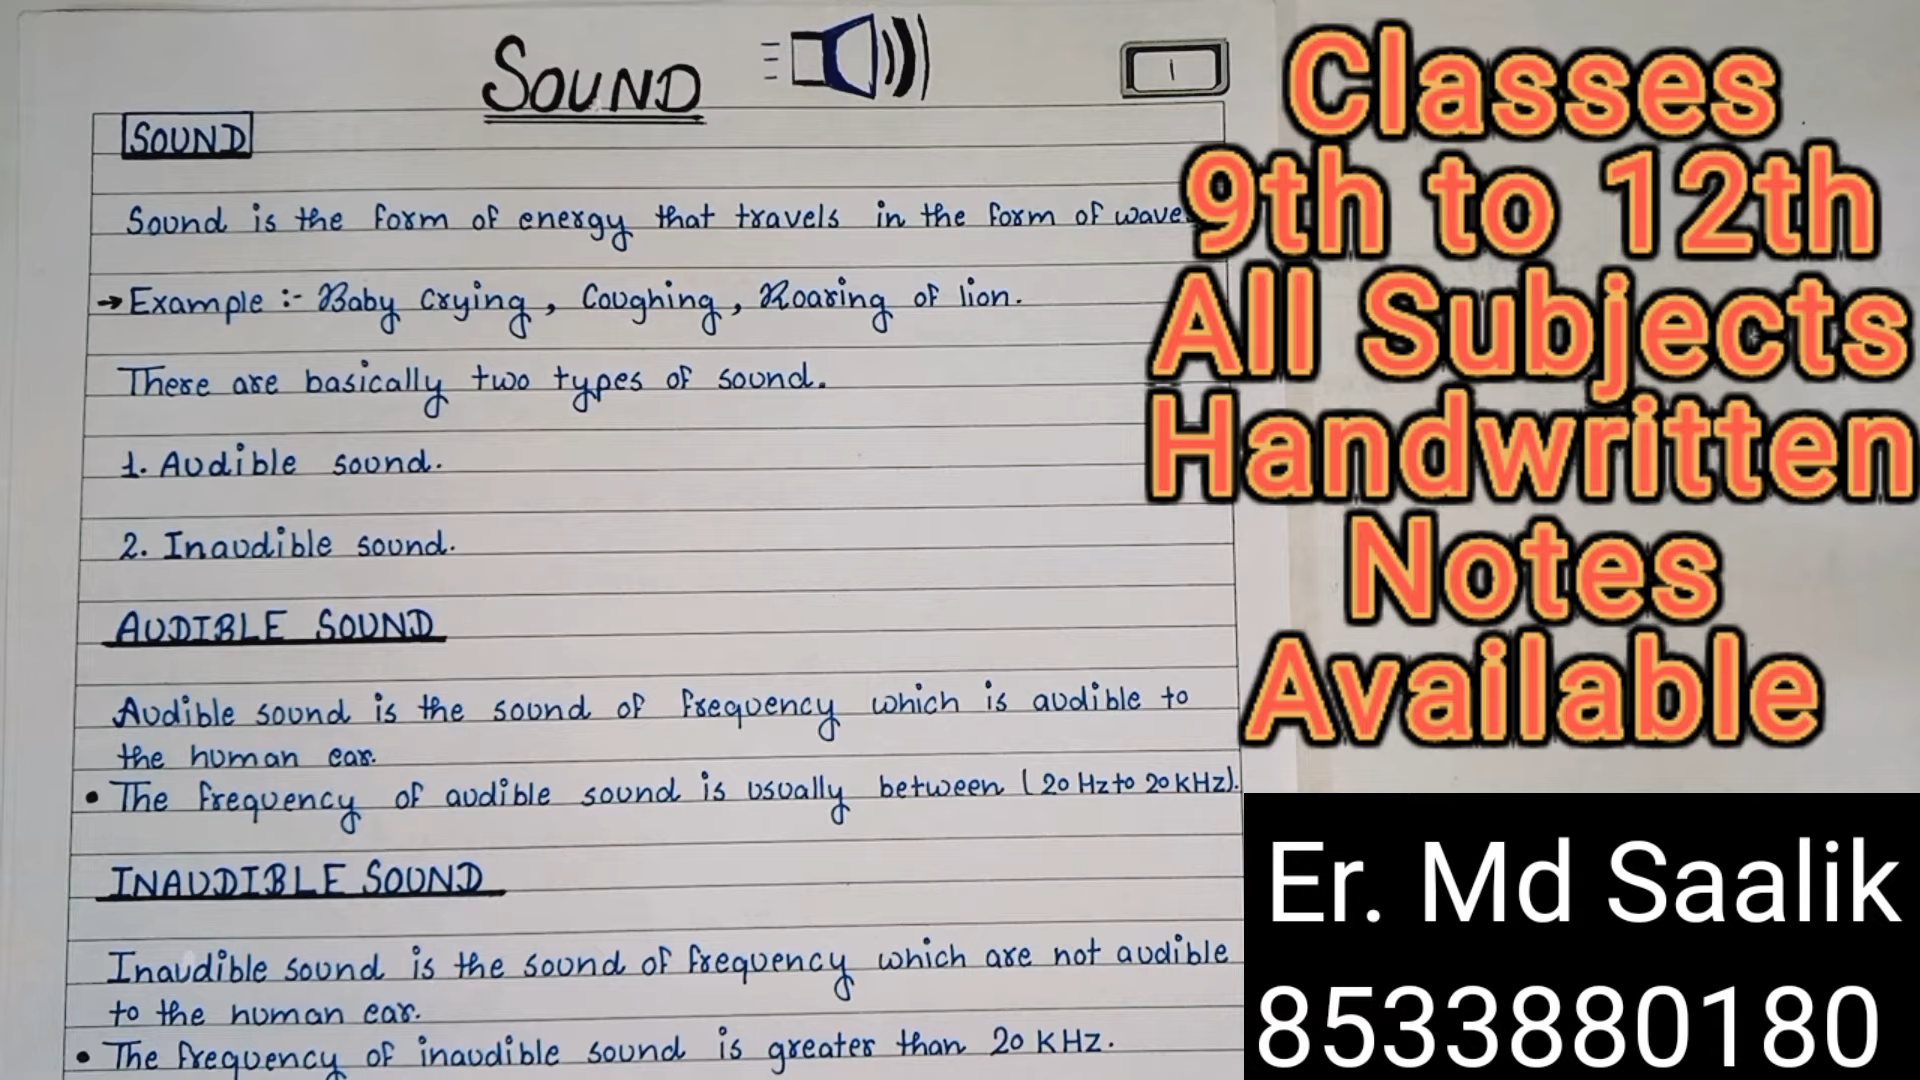 SOUND
1
SOUND
Sound is the form of energy that travels in the form of wave
→ Example :- Baby crying, Coughing, Roaring of lion.
There are basically two types of sound.
1. Audible sound.
2. Inaudible sound.
AUDIBLE SOUND
Audible sound is the sound of frequency which is audible to
the human ear.
• The frequency of audible sound is usually between (20 Hz to 20 KHz).
INAUDIBLE SOUND
Inaudible sound is the sound of frequency which are not audible
to the human ear.
• The frequency of inaudible sound is greater than 20 KHz.
Classes
9th to 12th
All Subjects
Handwritten
Notes
Available
Er. Md Saalik
8533880180